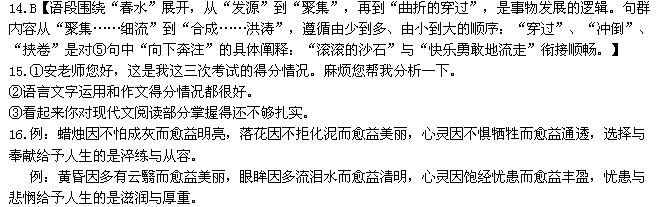 14.B【语段围绕“春水”展开，从“发源”到“聚集”，再到“曲折的穿过”，是事物发展的逻辑。句群
内容从“聚集……细流”到“合成……洪涛”，遵循由少到多、由小到大的顺序：“穿过”、“冲倒”、
“挟卷”是对⑤句中“向下奔注”的具体阐释：“滚滚的沙石”与“快乐勇敢地流走”衔接顺畅。】
15.①安老师您好，这是我这三次考试的得分情况。麻烦您帮我分析一下。
②语言文字运用和作文得分情况都很好。
③看起来你对现代文阅读部分掌握得还不够扎实。
16.例：蜡烛因不怕成灰而愈益明亮，落花因不拒化泥而愈益美丽，心灵因不惧牺牲而愈益通透，选择与
奉献给予人生的是淬练与从容。
例：黄昏因多有云翳而愈益美丽，眼眸因多流泪水而愈益清明，心灵因饱经忧患而愈益丰盈，忧患与
悲悯给予人生的是滋润与厚重。